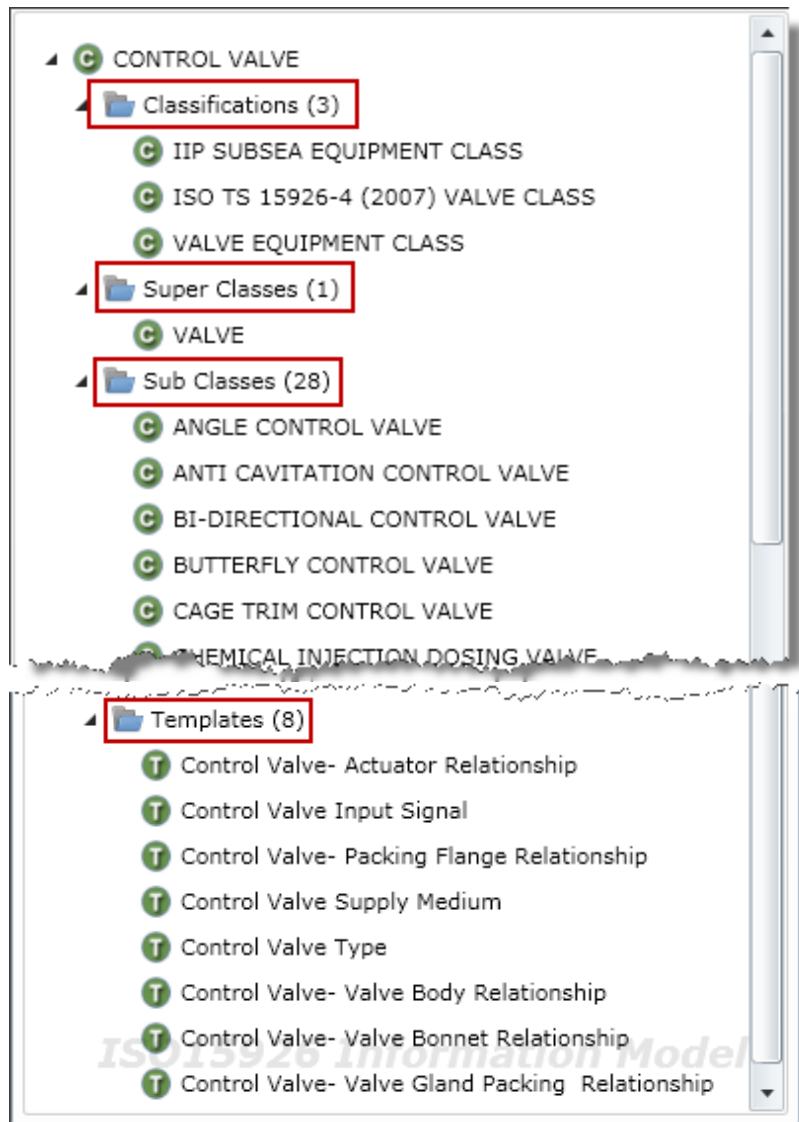 CONTROL VALVE
Classifications (3)
IIP SUBSEA EQUIPMENT CLASS
ISO TS 15926-4 (2007) VALVE CLASS
VALVE EQUIPMENT CLASS
Super Classes (1)
VALVE
Sub Classes (28)
ANGLE CONTROL VALVE
ANTI CAVITATION CONTROL VALVE
BI-DIRECTIONAL CONTROL VALVE
BUTTERFLY CONTROL VALVE
CAGE TRIM CONTROL VALVE
CHEMICAL INJECTION DOSING VALVE
Templates (8)
Control Valve- Actuator Relationship
Control Valve Input Signal
Control Valve- Packing Flange Relationship
Control Valve Supply Medium
Control Valve Type
Control Valve- Valve Body Relationship
Control Valve- Valve Bonnet Relationship
ISO15926 Information Model
Control Valve- Valve Gland Packing  Relationship